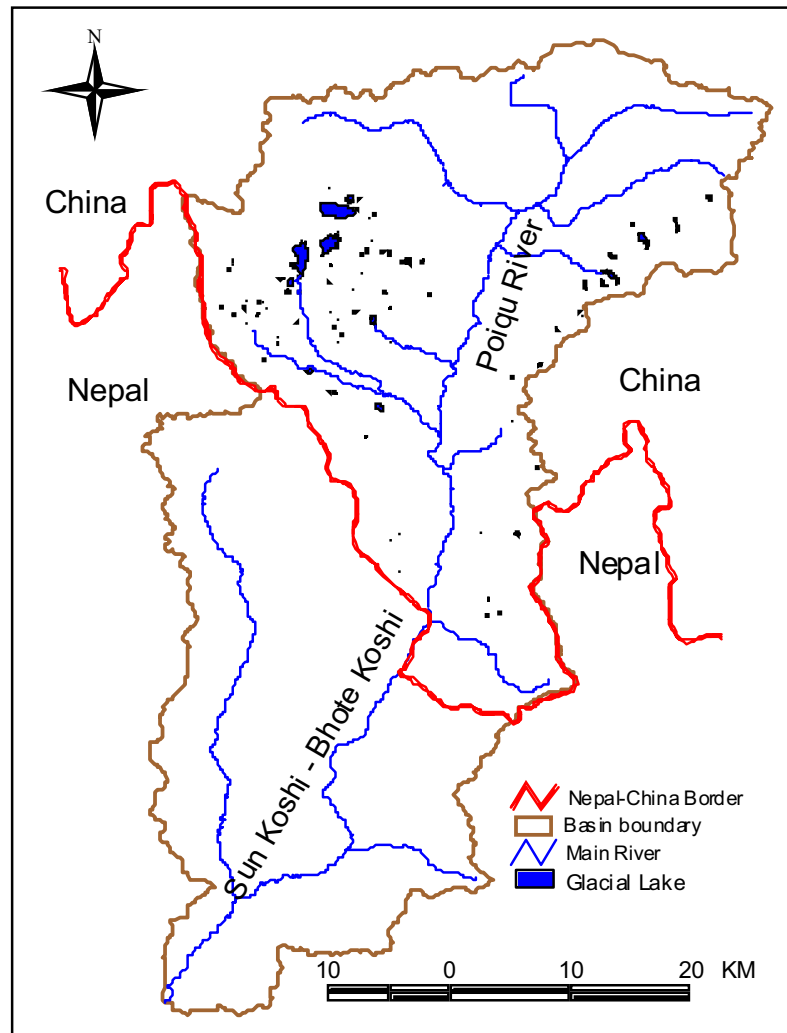 N
China
Poiqu River
China
Nepal
Nepal
Sun Koshi - Bhote Koshi
Nepal-China Border
Basin boundary
Main River
Glacial Lake
10 0 10 20 KM